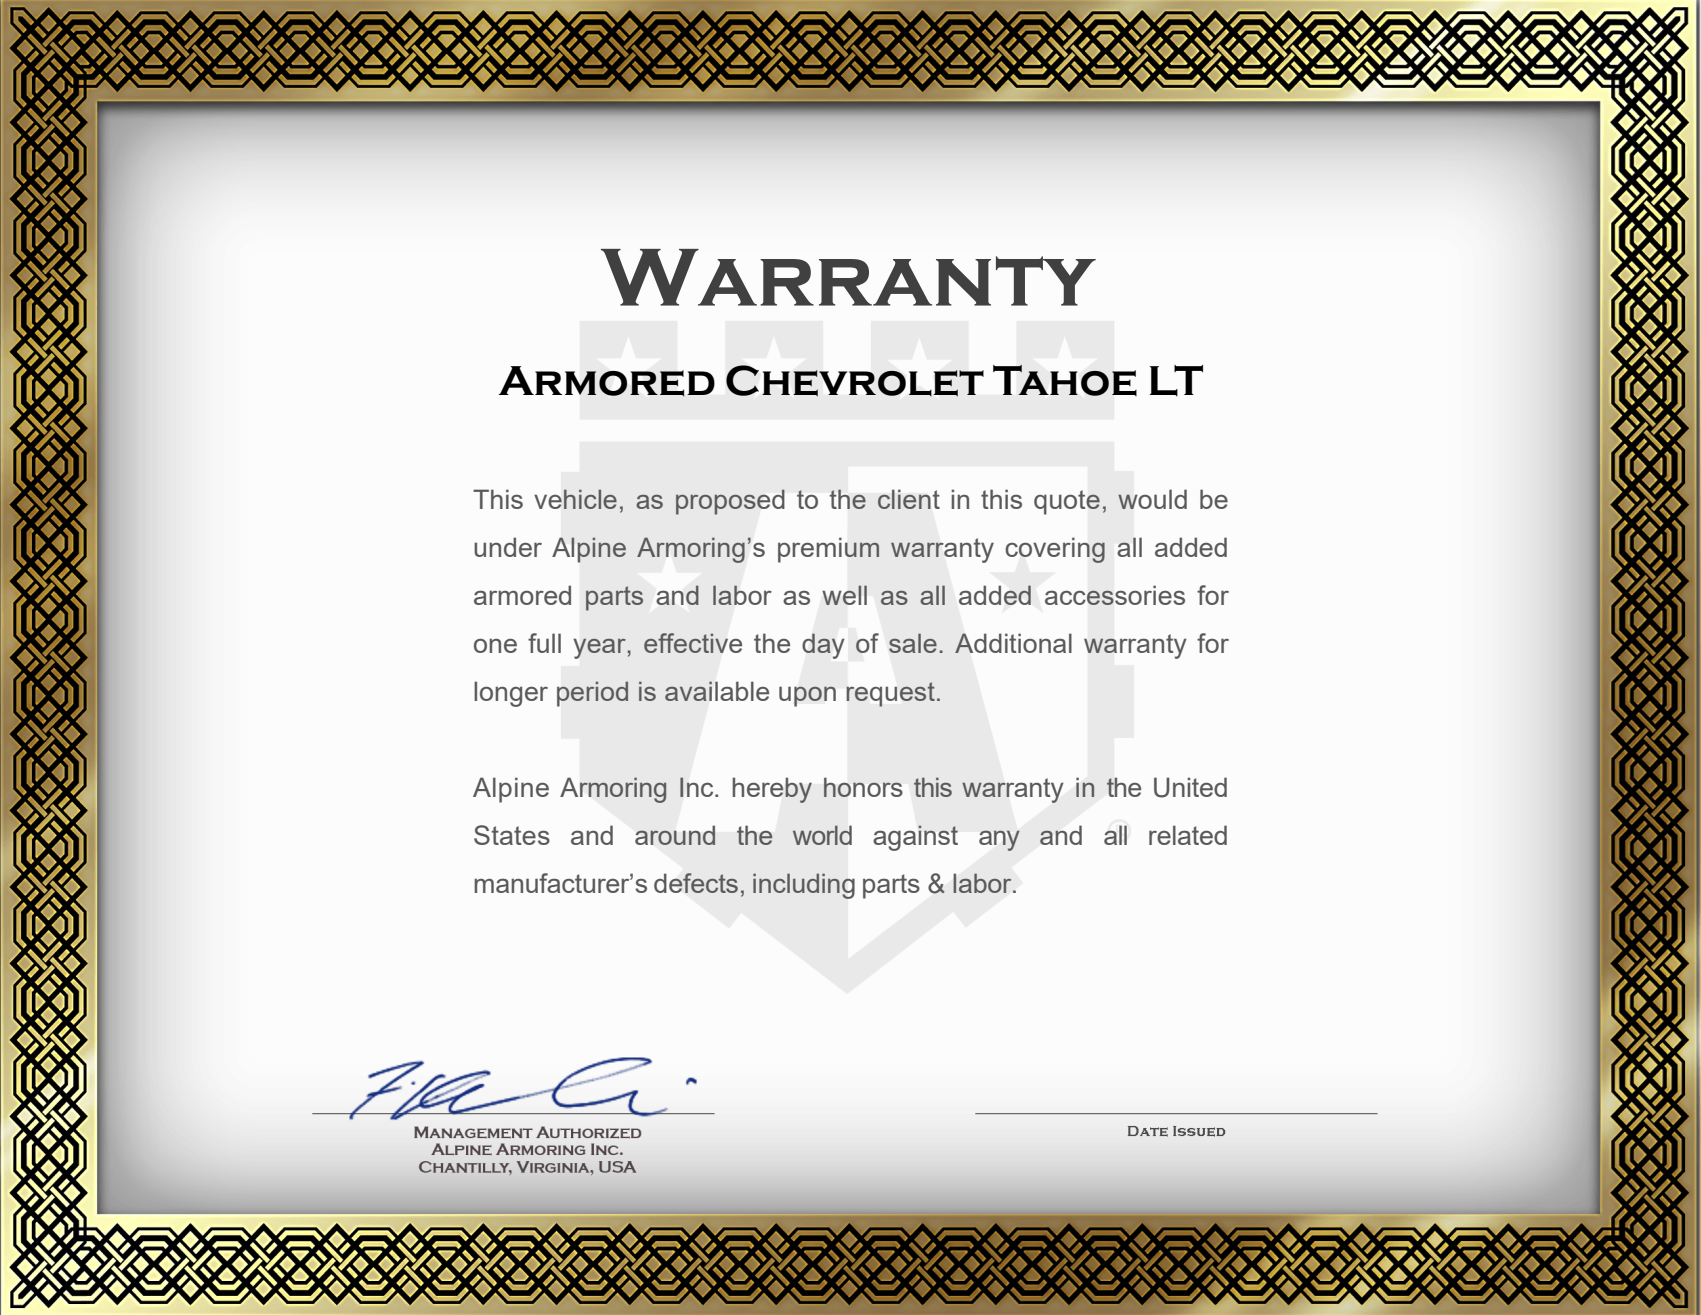 WARRANTY
ARMORED CHEVROLET TAHOE LT
This vehicle, as proposed to the client in this quote, would be
under Alpine Armoring’s premium warranty covering all added
armored parts and labor as well as all added accessories for
one full year, effective the day of sale. Additional warranty for
longer period is available upon request.
Alpine Armoring Inc. hereby honors this warranty in the United
States and around the world against any and all related
manufacturer’s defects, including parts & labor.
MANAGEMENT AUTHORIZED
ALPINE ARMORING INC.
CHANTILLY, VIRGINIA, USA
DATE ISSUED